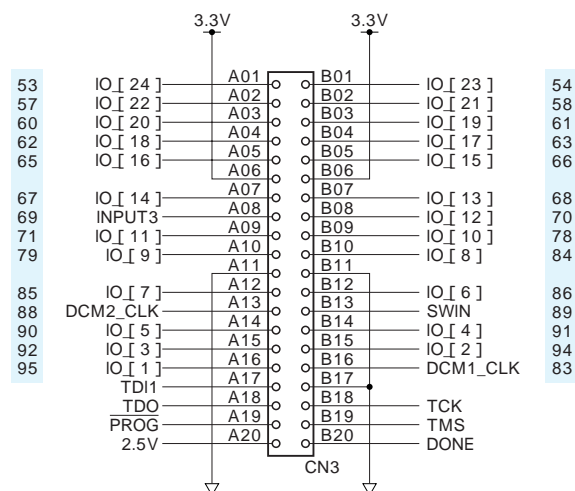 3.3V 3.3V
53 IO_[ 24 ] A01 B01 IO_[ 23 ] 54
57 IO_[ 22 ] A02 B02 IO_[ 21 ] 58
60 IO_[ 20 ] A03 B03 IO_[ 19 ] 61
62 IO_[ 18 ] A04 B04 IO_[ 17 ] 63
65 IO_[ 16 ] A05 B05 IO_[ 15 ] 66
A06 B06
67 IO_[ 14 ] A07 B07 IO_[ 13 ] 68
69 INPUT3 A08 B08 IO_[ 12 ] 70
71 IO_[ 11 ] A09 B09 IO_[ 10 ] 78
79 IO_[ 9 ] A10 B10 IO_[ 8 ] 84
A11 B11
85 IO_[ 7 ] A12 B12 IO_[ 6 ] 86
88 DCM2_CLK A13 B13 SWIN 89
90 IO_[ 5 ] A14 B14 IO_[ 4 ] 91
92 IO_[ 3 ] A15 B15 IO_[ 2 ] 94
95 IO_[ 1 ] A16 B16 DCM1_CLK 83
TDI1 A17 B17
TDO A18 B18 TCK
PROG A19 B19 TMS
2.5V A20 B20 DONE
CN3